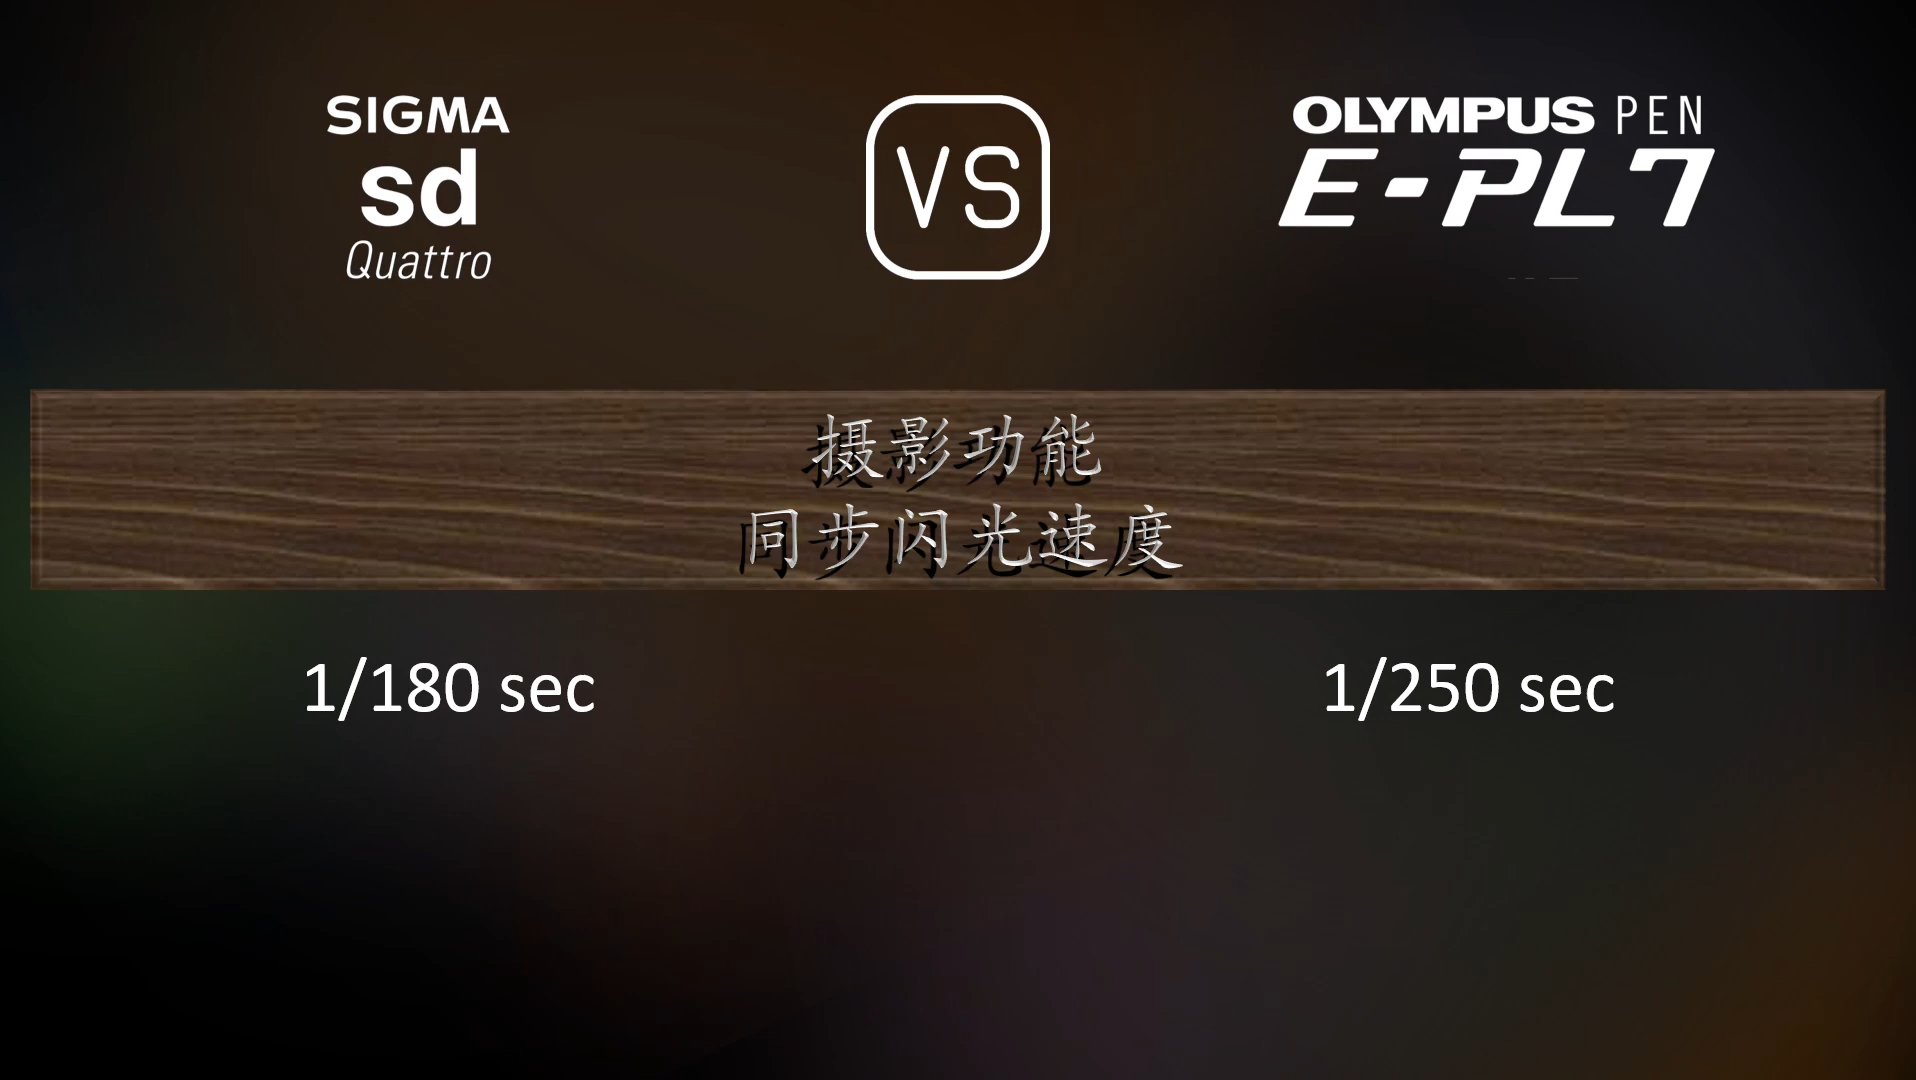 SIGMA
sd
Quattro
VS
OLYMPUS PEN
E-PL7
摄影功能
同步闪光速度
1/180 sec
1/250 sec